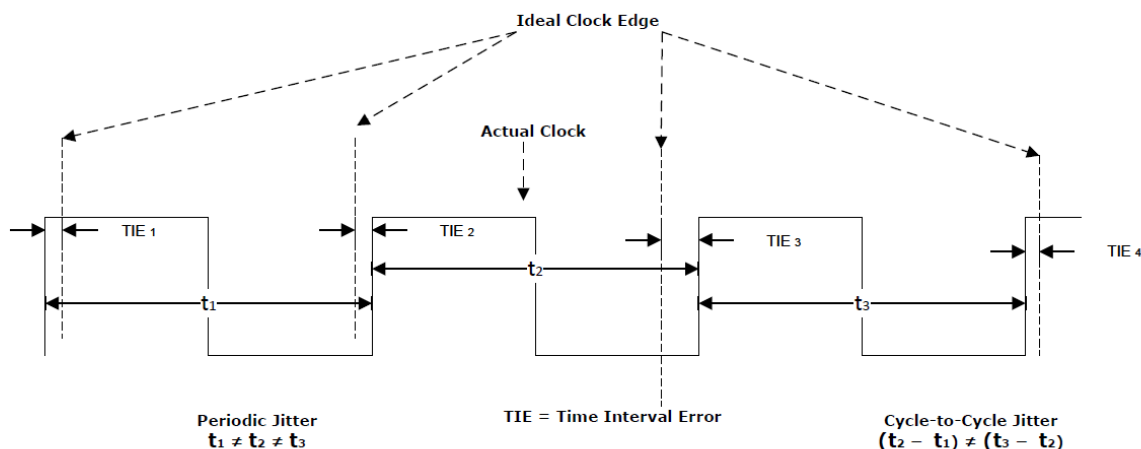 Ideal Clock Edge
Actual Clock
TIE 1
TIE 2
TIE 3
TIE 4
t₂
t₁
t₃
Periodic Jitter
t₁ ≠ t₂ ≠ t₃
TIE = Time Interval Error
Cycle-to-Cycle Jitter
(t₂ − t₁) ≠ (t₃ − t₂)